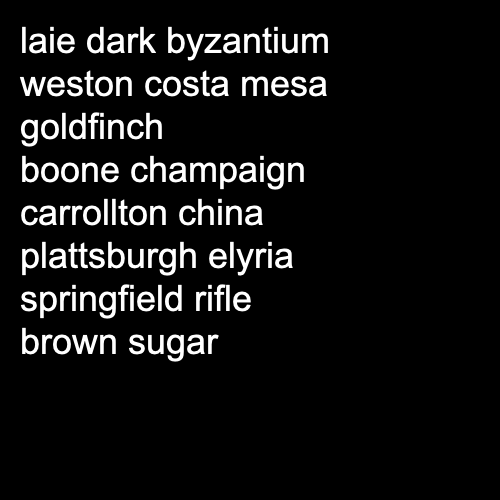 laie dark byzantium
weston costa mesa
goldfinch
boone champaign
carrollton china
plattsburgh elyria
springfield rifle
brown sugar